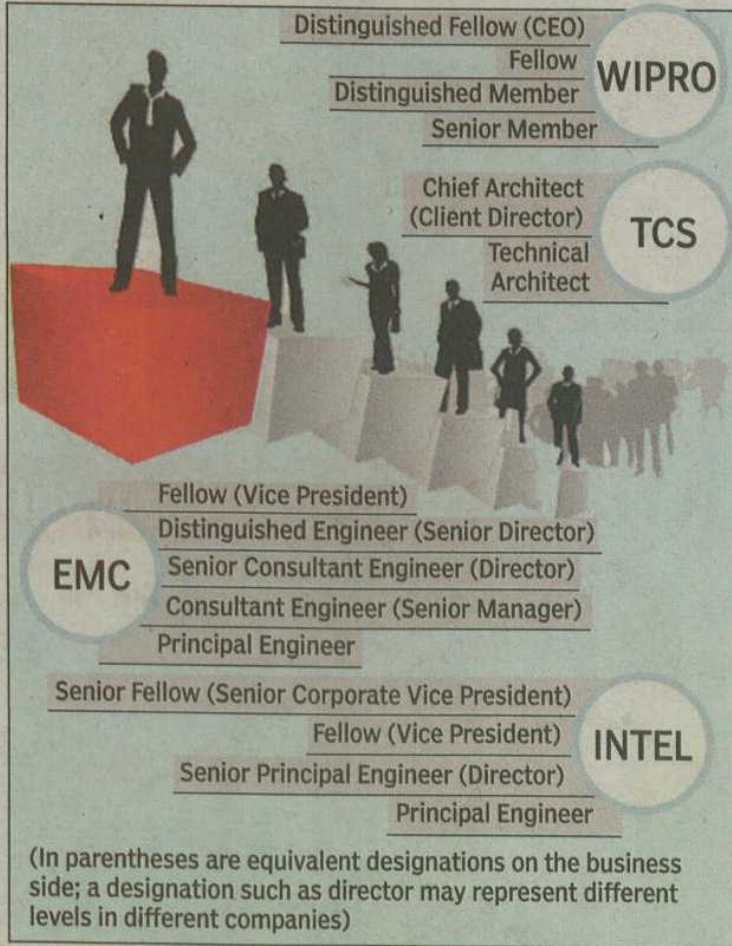 Distinguished Fellow (CEO)
Fellow
Distinguished Member
Senior Member
WIPRO
Chief Architect
(Client Director)
Technical
Architect
TCS
Fellow (Vice President)
Distinguished Engineer (Senior Director)
Senior Consultant Engineer (Director)
Consultant Engineer (Senior Manager)
Principal Engineer
EMC
Senior Fellow (Senior Corporate Vice President)
Fellow (Vice President)
Senior Principal Engineer (Director)
Principal Engineer
INTEL
(In parentheses are equivalent designations on the business
side; a designation such as director may represent different
levels in different companies)